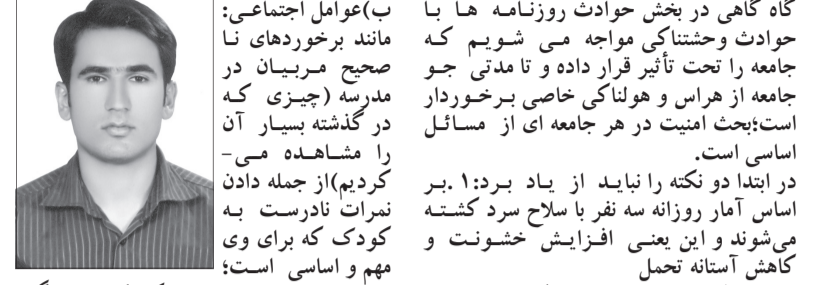 گاه گاهی در بخش حوادث روزنامه ها با
حوادث وحشتناکی مواجه می شویم که
جامعه را تحت تأثیر قرار داده و تا مدتی جو
جامعه از هراس و هولناکی خاصی برخوردار
است؛بحث امنیت در هر جامعه ای از مسائل
اساسی است.
در ابتدا دو نکته را نباید از یاد برد:۱.بر
اساس آمار روزانه سه نفر با سلاح سرد کشته
می‌شوند و این یعنی افزایش خشونت و
کاهش آستانه تحمل
ب)عوامل اجتماعی:
مانند برخوردهای نا
صحیح مربیان در
مدرسه (چیزی که
در گذشته بسیار آن
را مشاهده می-
کردیم)از جمله دادن
نمرات نادرست به
کودک که برای وی
مهم و اساسی است؛